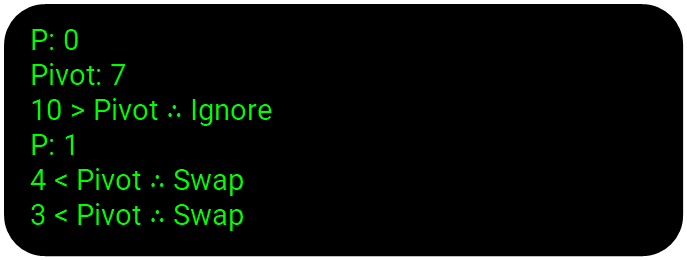 P: 0
Pivot: 7
10 > Pivot ∴ Ignore
P: 1
4 < Pivot ∴ Swap
3 < Pivot ∴ Swap